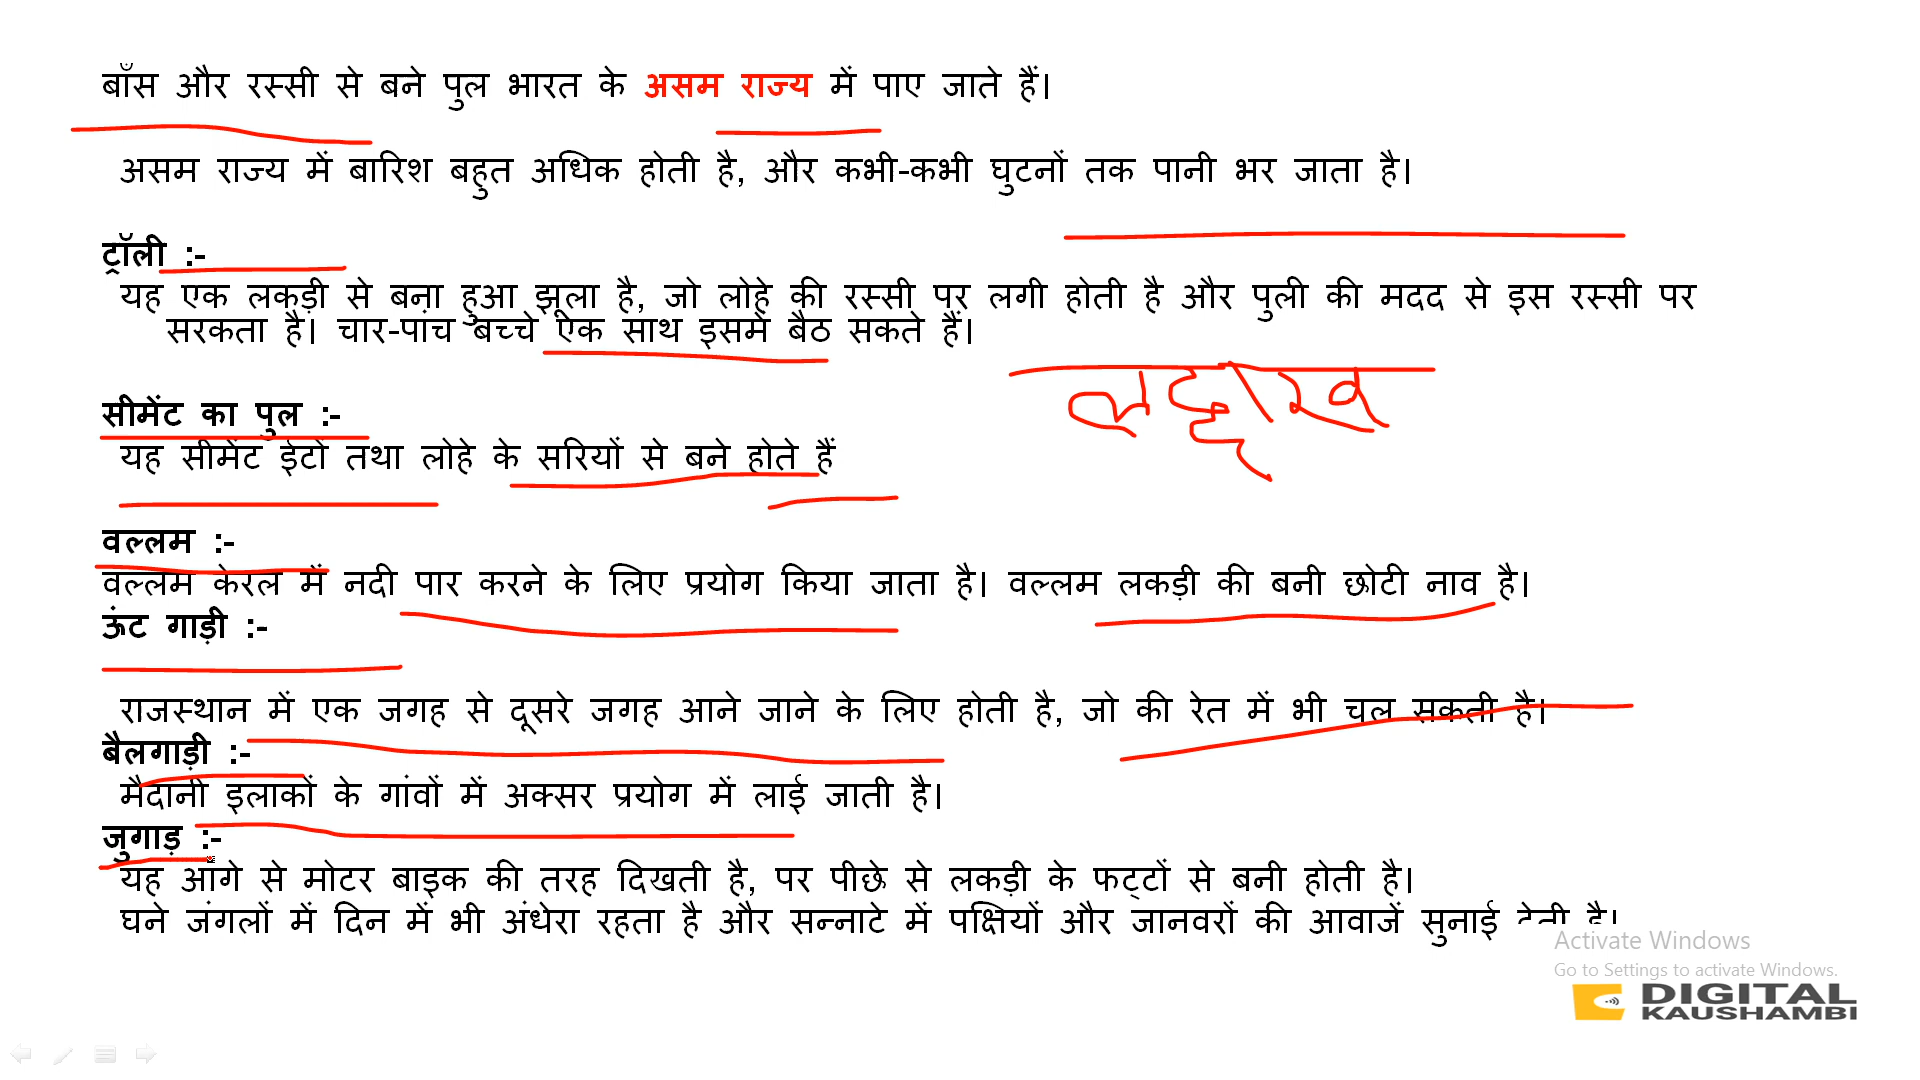 बाँस और रस्सी से बने पुल भारत के असम राज्य में पाए जाते हैं।
असम राज्य में बारिश बहुत अधिक होती है, और कभी-कभी घुटनों तक पानी भर जाता है।
ट्रॉली :-
यह एक लकड़ी से बना हुआ झूला है, जो लोहे की रस्सी पर लगी होती है और पुली की मदद से इस रस्सी पर
सरकता है। चार-पांच बच्चे एक साथ इसमें बैठ सकते हैं।
लद्दाख
सीमेंट का पुल :-
यह सीमेंट ईंटो तथा लोहे के सरियों से बने होते हैं
वल्लम :-
वल्लम केरल में नदी पार करने के लिए प्रयोग किया जाता है। वल्लम लकड़ी की बनी छोटी नाव है।
ऊंट गाड़ी :-
राजस्थान में एक जगह से दूसरे जगह आने जाने के लिए होती है, जो की रेत में भी चल सकती है।
बैलगाड़ी :-
मैदानी इलाकों के गांवों में अक्सर प्रयोग में लाई जाती है।
जुगाड़ :-
यह आगे से मोटर बाइक की तरह दिखती है, पर पीछे से लकड़ी के फट्टों से बनी होती है।
घने जंगलों में दिन में भी अंधेरा रहता है और सन्नाटे में पक्षियों और जानवरों की आवाजें सुनाई देती है।
Activate Windows
Go to Settings to activate Windows.
DIGITAL
KAUSHAMBI